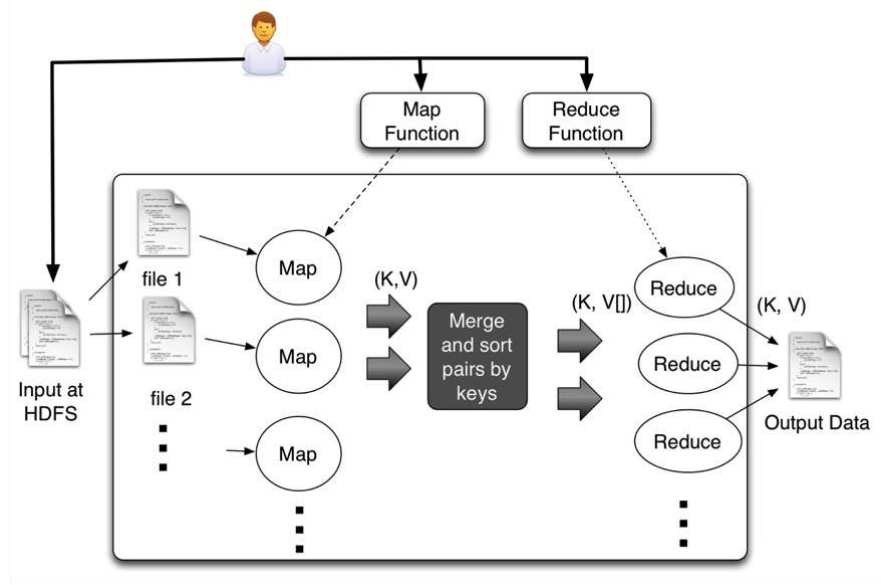 Map
Function
Reduce
Function
file 1
Map
(K,V)
Merge
and sort
pairs by
keys
(K, V[])
Reduce
(K, V)
Input at
HDFS
file 2
Map
Reduce
Output Data
Map
Reduce